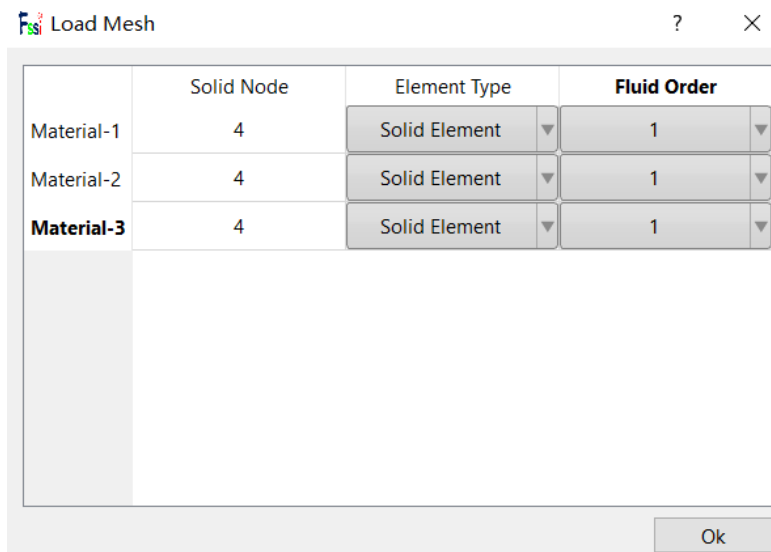 Fssi Load Mesh ?
Solid Node Element Type Fluid Order
Material-1 4 Solid Element 1
Material-2 4 Solid Element 1
Material-3 4 Solid Element 1
Ok